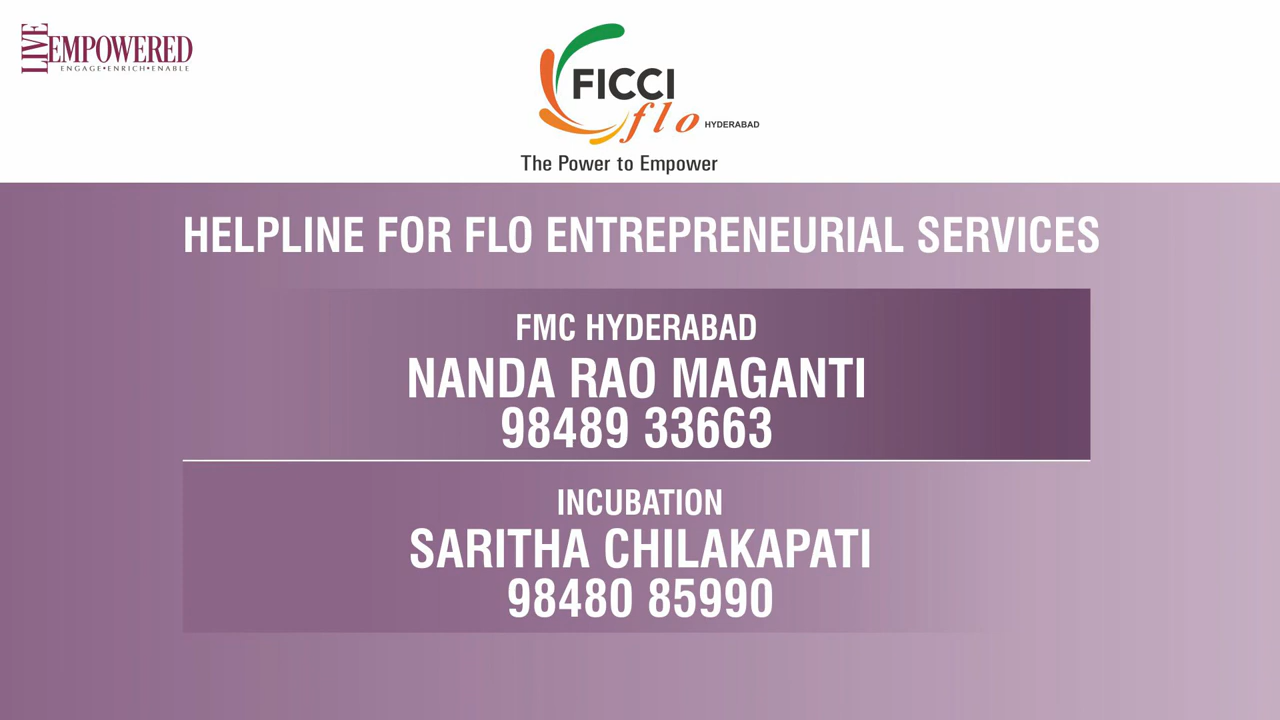 LIVE
EMPOWERED
ENGAGE•ENRICH•ENABLE
FICCI
flo HYDERABAD
The Power to Empower
HELPLINE FOR FLO ENTREPRENEURIAL SERVICES
FMC HYDERABAD
NANDA RAO MAGANTI
98489 33663
INCUBATION
SARITHA CHILAKAPATI
98480 85990